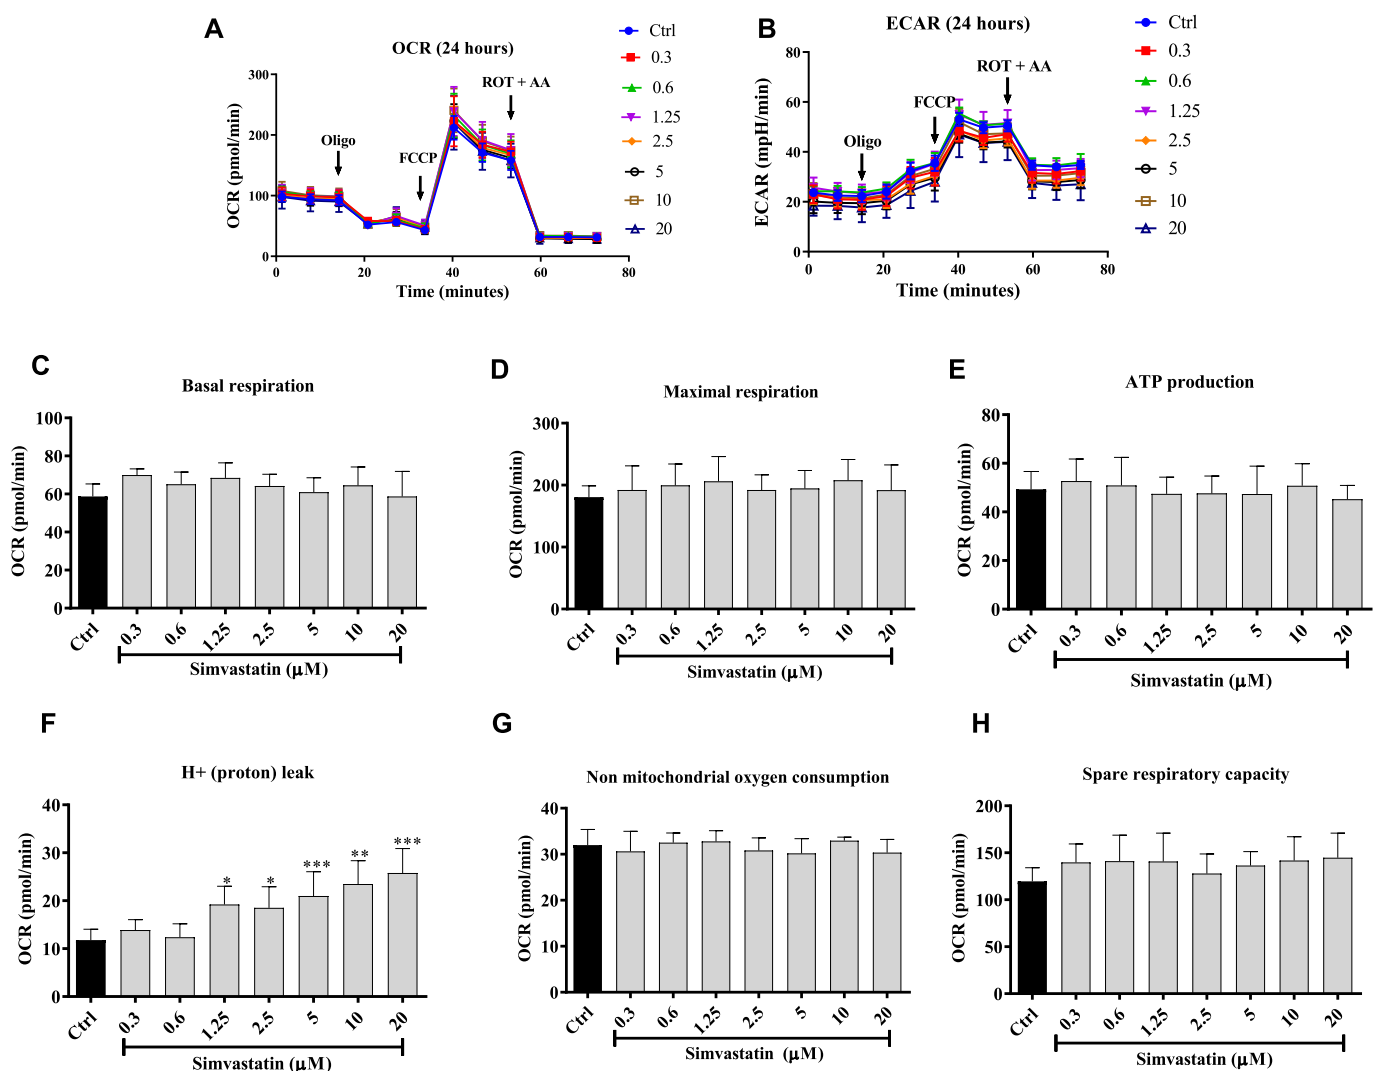 A
OCR (24 hours)
OCR (pmol/min)
300
200
100
0
0 20 40 60 80
Time (minutes)
Oligo
FCCP
ROT + AA
Ctrl
0.3
0.6
1.25
2.5
5
10
20
B
ECAR (24 hours)
ECAR (mpH/min)
80
60
40
20
0
0 20 40 60 80
Time (minutes)
Oligo
FCCP
ROT + AA
Ctrl
0.3
0.6
1.25
2.5
5
10
20
C
Basal respiration
OCR (pmol/min)
100
80
60
40
20
0
Ctrl 0.3 0.6 1.25 2.5 5 10 20
Simvastatin (μM)
D
Maximal respiration
OCR (pmol/min)
300
200
100
0
Ctrl 0.3 0.6 1.25 2.5 5 10 20
Simvastatin (μM)
E
ATP production
OCR (pmol/min)
80
60
40
20
0
Ctrl 0.3 0.6 1.25 2.5 5 10 20
Simvastatin (μM)
F
H+ (proton) leak
OCR (pmol/min)
40
30
20
10
0
* * *** ** ***
Ctrl 0.3 0.6 1.25 2.5 5 10 20
Simvastatin (μM)
G
Non mitochondrial oxygen consumption
OCR (pmol/min)
40
30
20
10
0
Ctrl 0.3 0.6 1.25 2.5 5 10 20
Simvastatin (μM)
H
Spare respiratory capacity
OCR (pmol/min)
200
150
100
50
0
Ctrl 0.3 0.6 1.25 2.5 5 10 20
Simvastatin (μM)